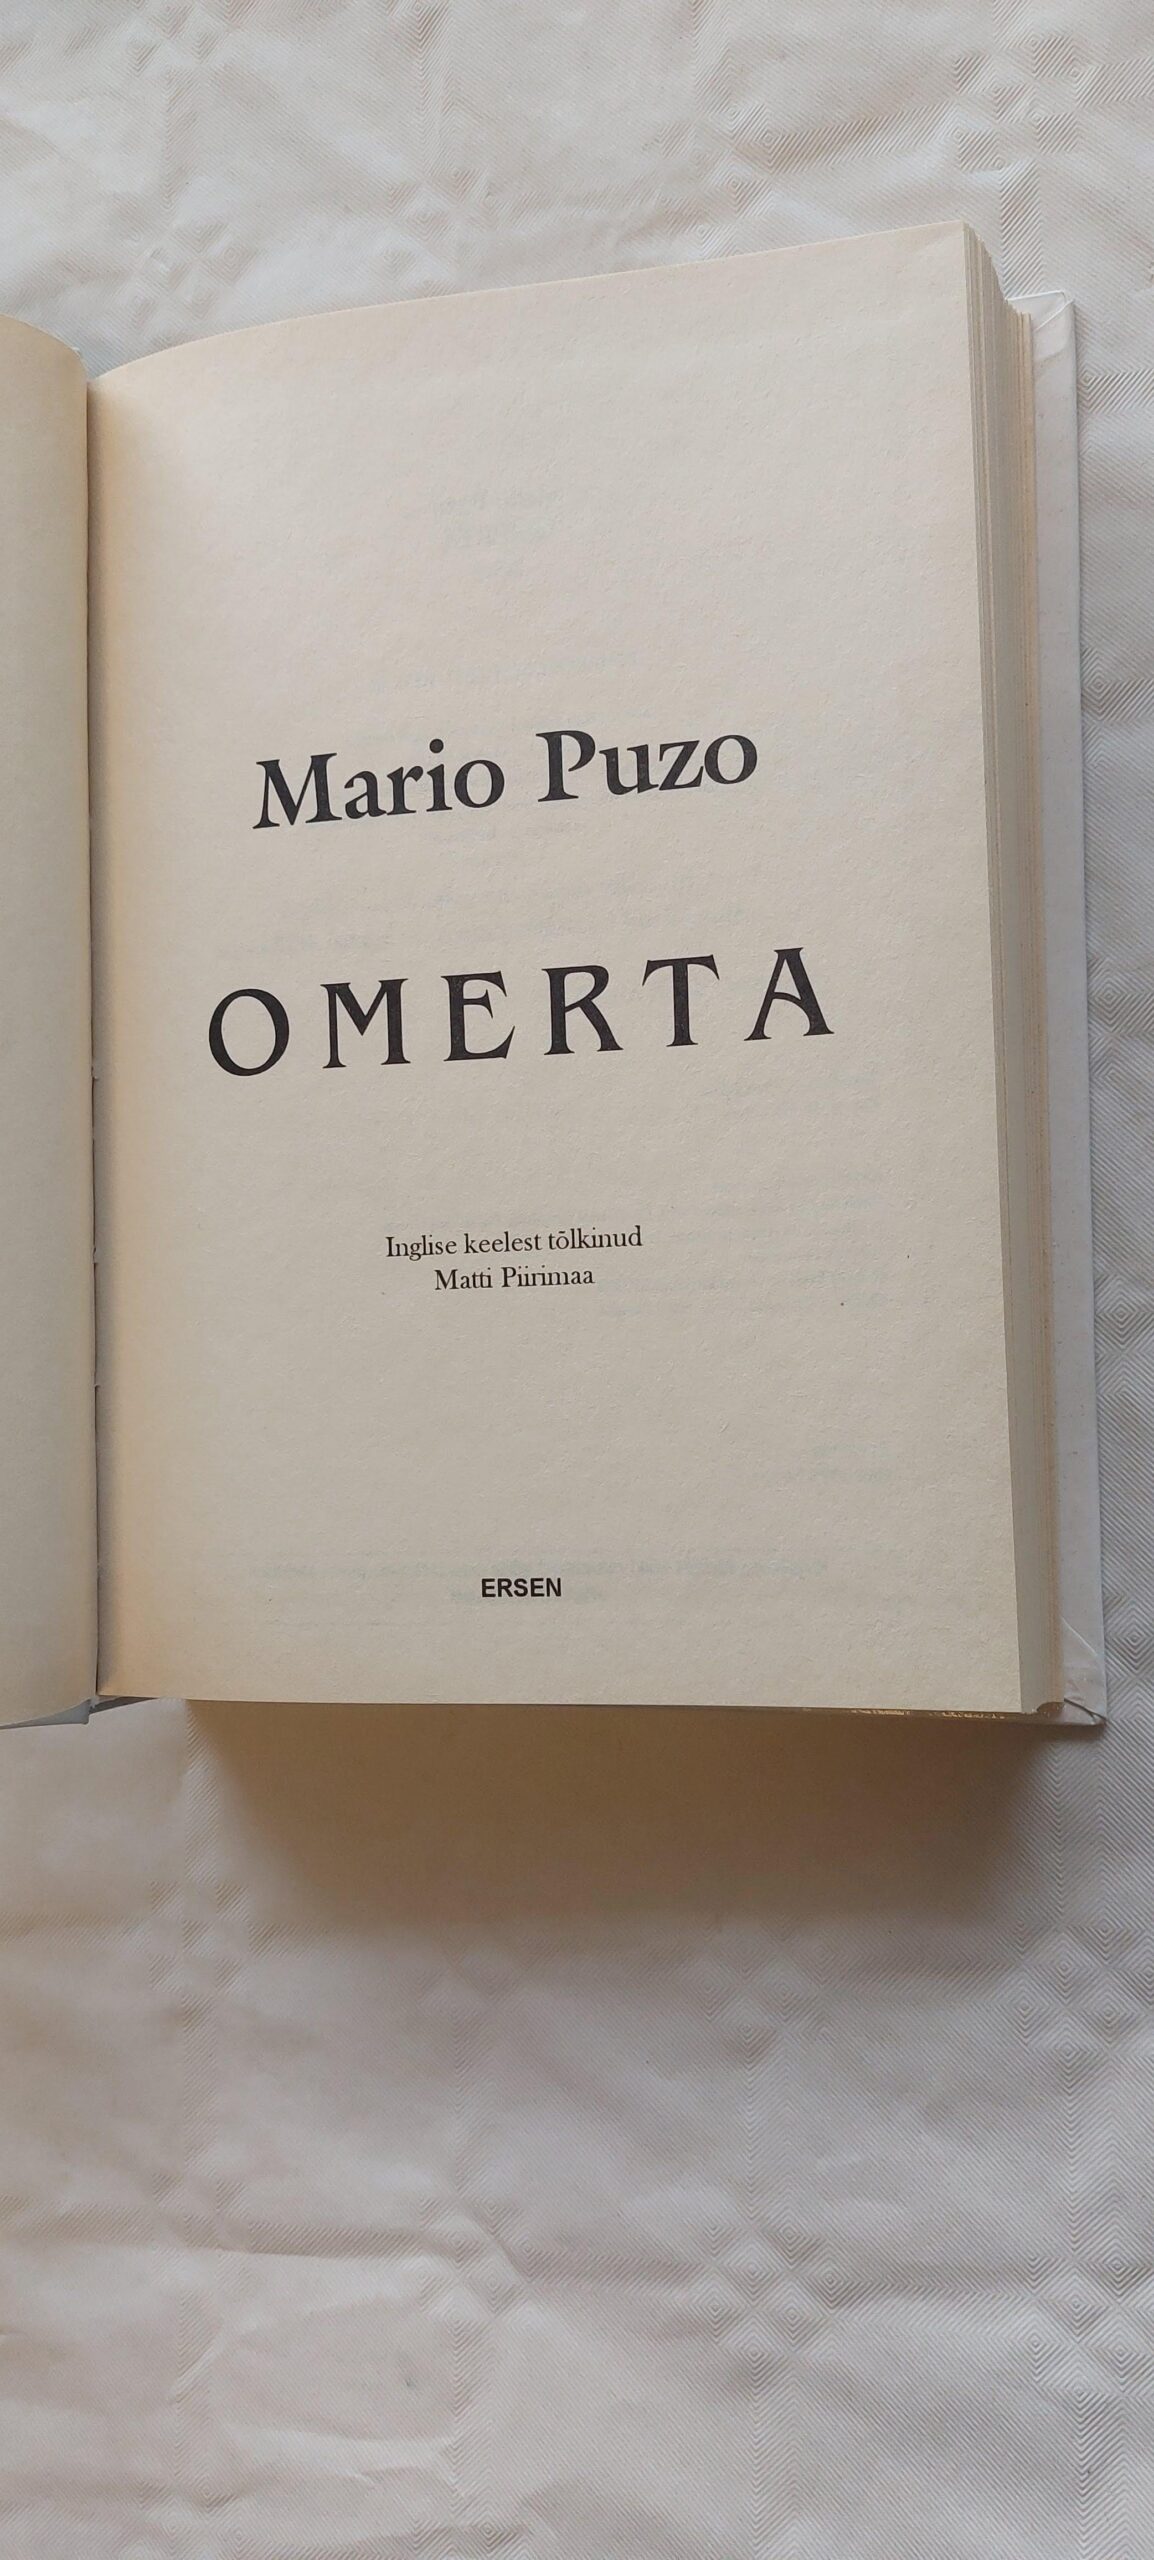 Mario Puzo
OMERTA
Inglise keelest tõlkinud
Matti Piirimaa
ERSEN